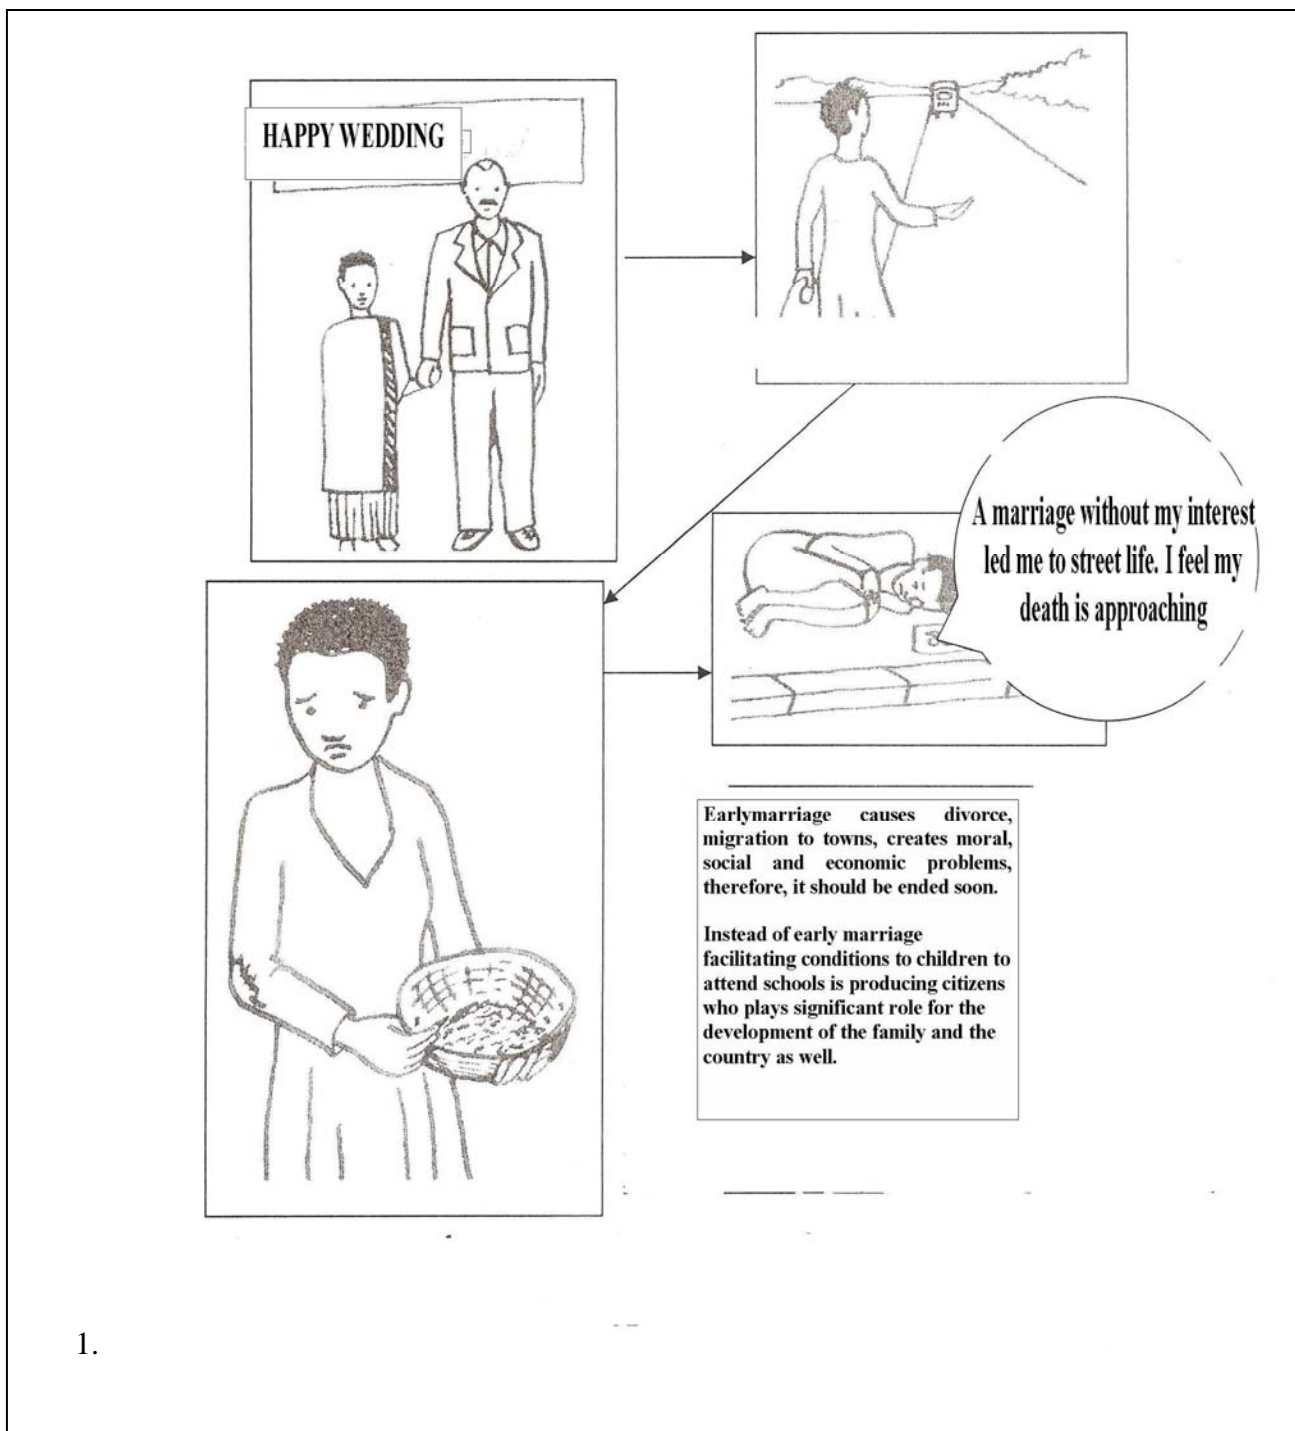 HAPPY WEDDING
A marriage without my interest
led me to street life. I feel my
death is approaching
Earlymarriage causes divorce,
migration to towns, creates moral,
social and economic problems,
therefore, it should be ended soon.
Instead of early marriage
facilitating conditions to children to
attend schools is producing citizens
who plays significant role for the
development of the family and the
country as well.
1.